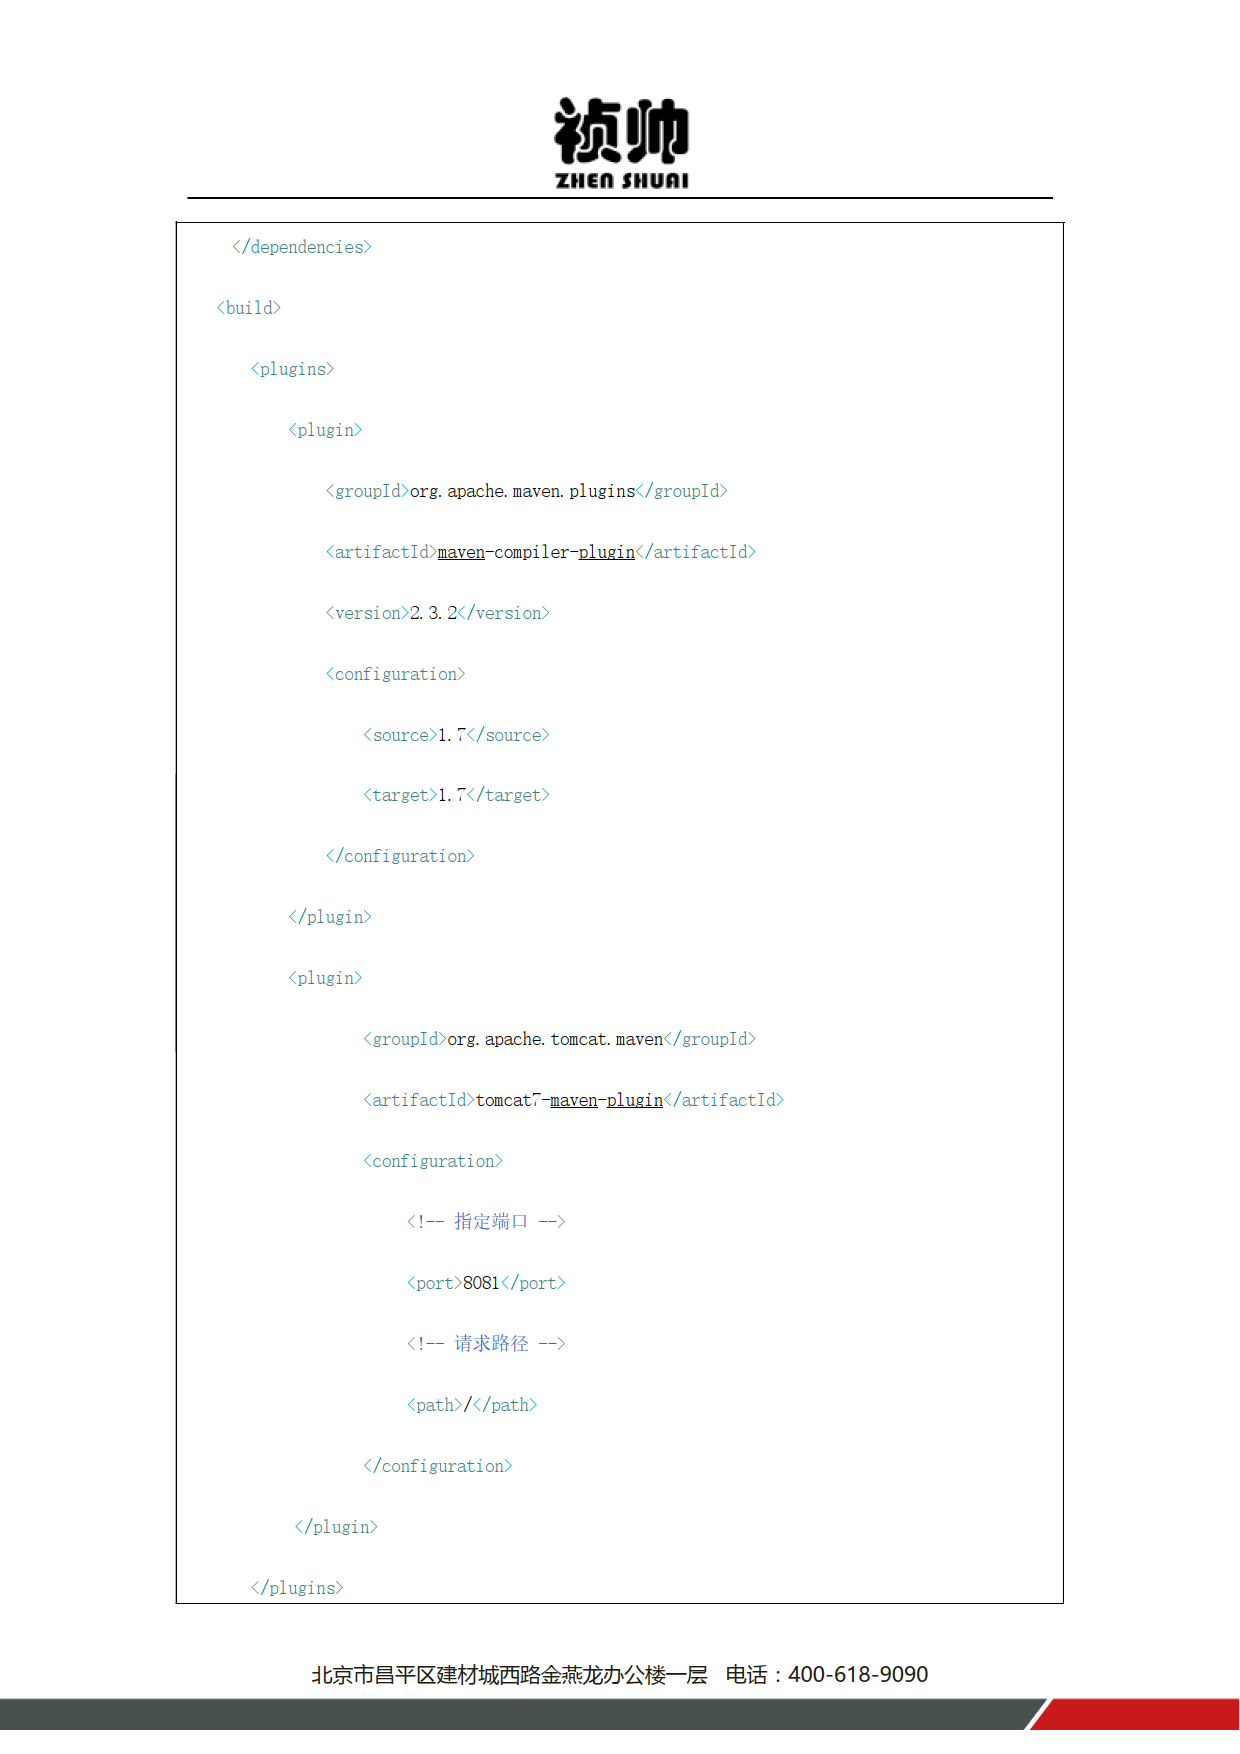 祯帅
ZHEN SHUAI
</dependencies>
<build>
<plugins>
<plugin>
<groupId>org.apache.maven.plugins</groupId>
<artifactId>maven-compiler-plugin</artifactId>
<version>2.3.2</version>
<configuration>
<source>1.7</source>
<target>1.7</target>
</configuration>
</plugin>
<plugin>
<groupId>org.apache.tomcat.maven</groupId>
<artifactId>tomcat7-maven-plugin</artifactId>
<configuration>
<!-- 指定端口 -->
<port>8081</port>
<!-- 请求路径 -->
<path>/</path>
</configuration>
</plugin>
</plugins>
北京市昌平区建材城西路金燕龙办公楼一层 电话：400-618-9090